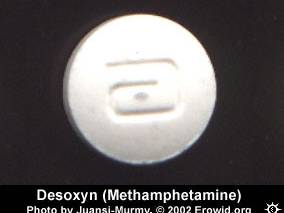 Desoxyn (Methamphetamine)
Photo by Juansi-Murmy, © 2002 Erowid.org